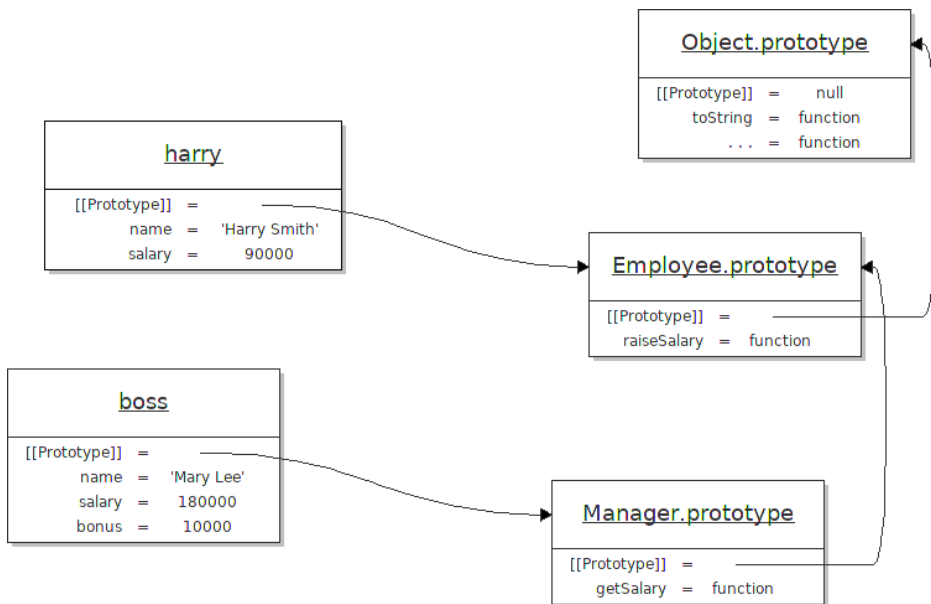 Object.prototype
[[Prototype]] = null
toString = function
... = function
harry
[[Prototype]] =
name = 'Harry Smith'
salary = 90000
Employee.prototype
[[Prototype]] =
raiseSalary = function
boss
[[Prototype]] =
name = 'Mary Lee'
salary = 180000
bonus = 10000
Manager.prototype
[[Prototype]] =
getSalary = function